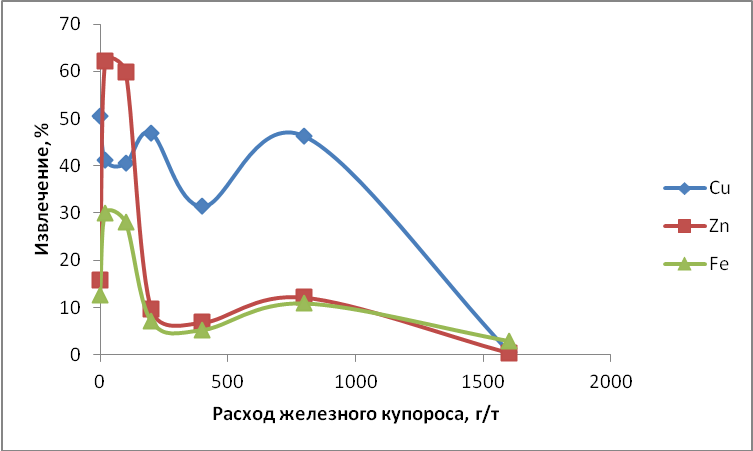 70
60
50
40
30
20
10
0
Извлечение, %
0 500 1000 1500 2000
Расход железного купороса, г/т
Cu
Zn
Fe